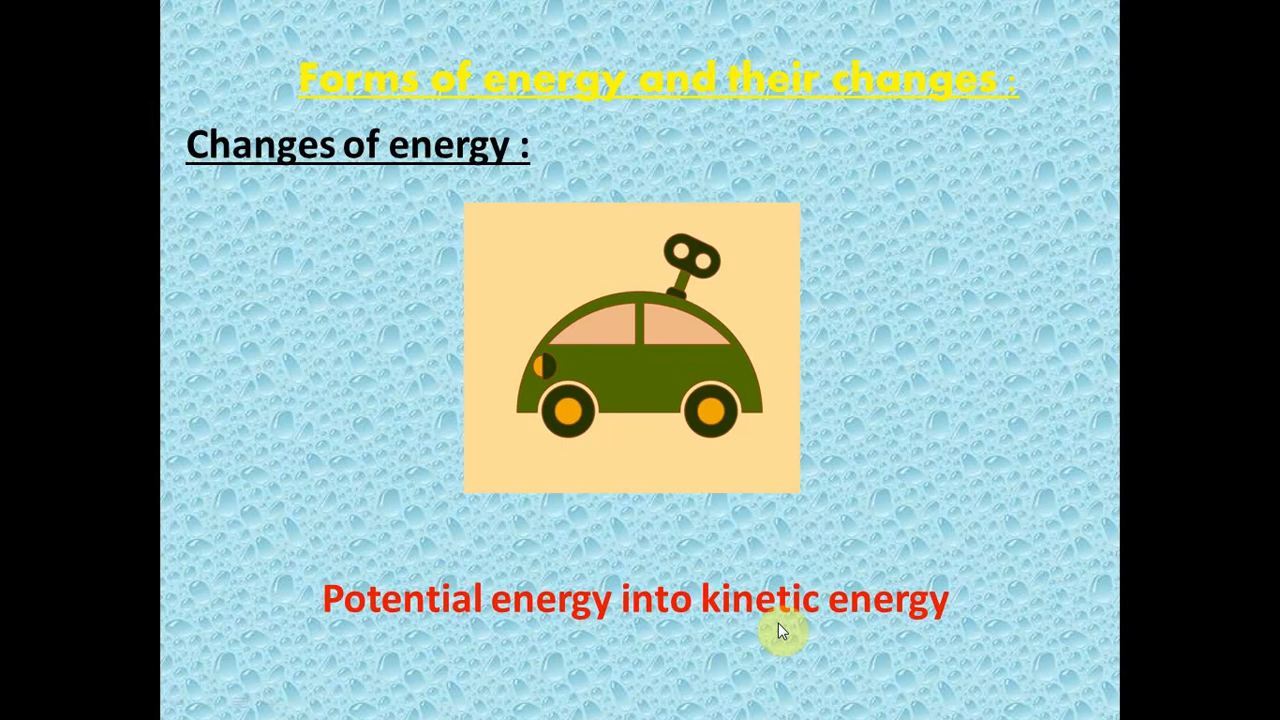 Forms of energy and their changes :
Changes of energy :
Potential energy into kinetic energy